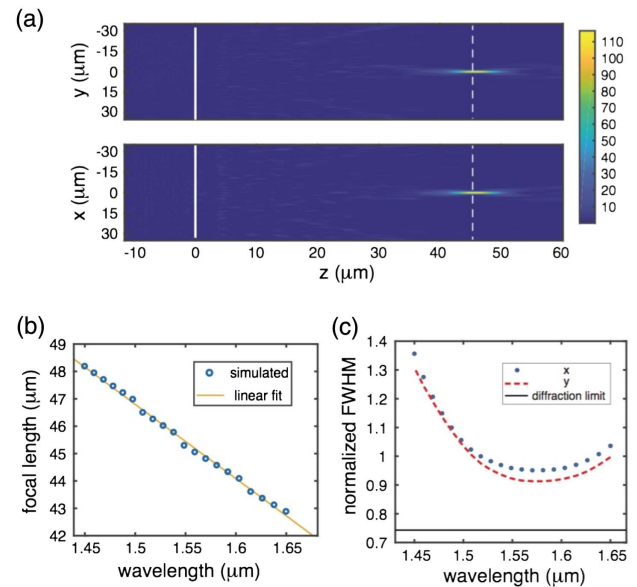 (a)
-30
-15
0
15
30
y (μm)
-30
-15
0
15
30
x (μm)
-10 0 10 20 30 40 50 60
z (μm)
110
100
90
80
70
60
50
40
30
20
10
(b)
49
48
47
46
45
44
43
42
focal length (μm)
simulated
linear fit
1.45 1.5 1.55 1.6 1.65
wavelength (μm)
(c)
1.4
1.3
1.2
1.1
1
0.9
0.8
0.7
normalized FWHM
x
y
diffraction limit
1.45 1.5 1.55 1.6 1.65
wavelength (μm)